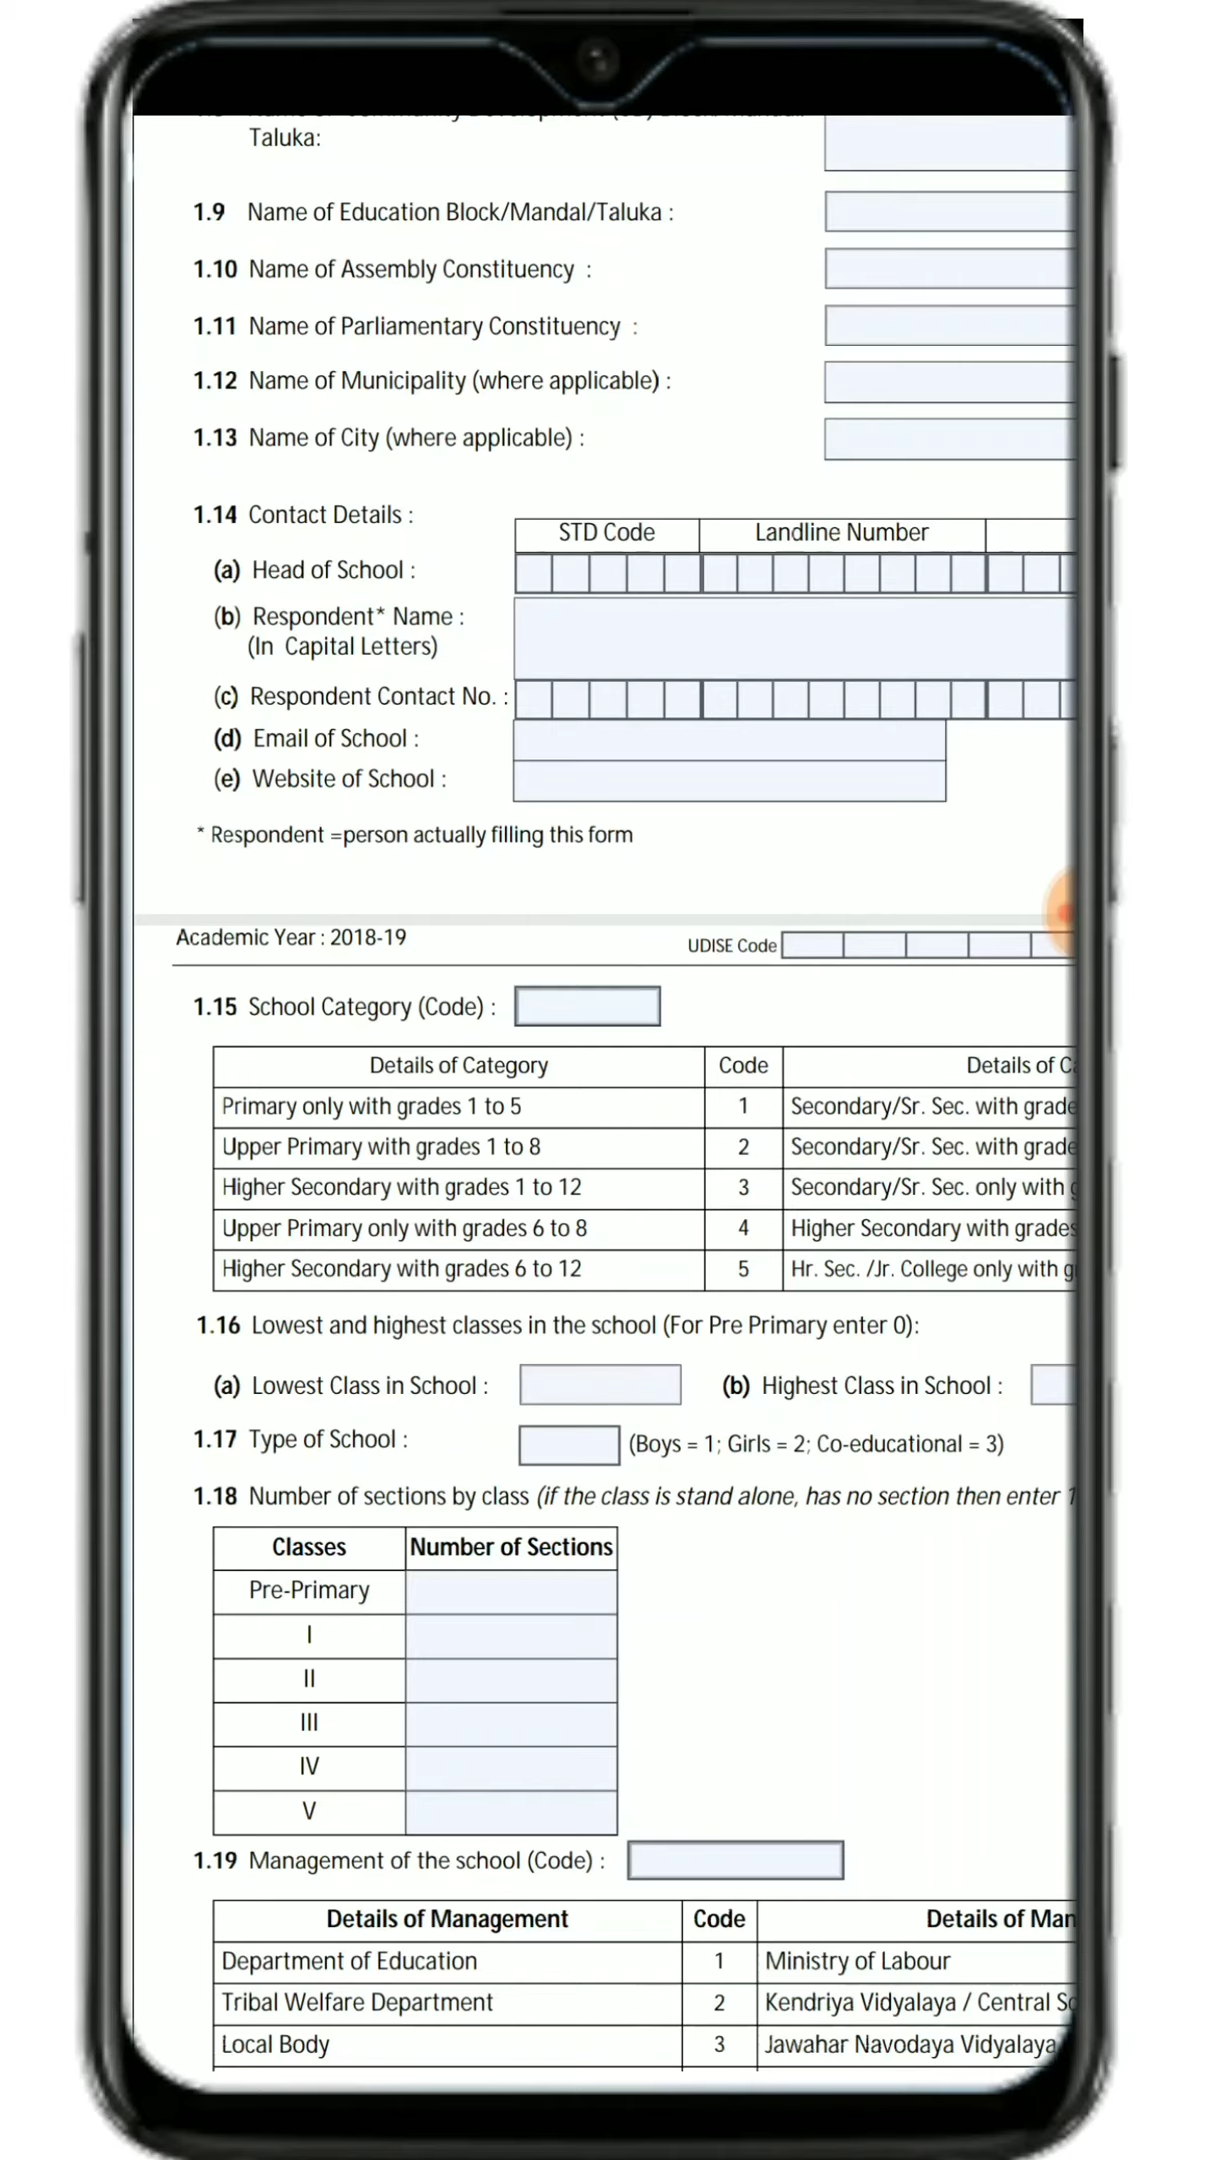 Taluka:
1.9 Name of Education Block/Mandal/Taluka :
1.10 Name of Assembly Constituency :
1.11 Name of Parliamentary Constituency :
1.12 Name of Municipality (where applicable) :
1.13 Name of City (where applicable) :
1.14 Contact Details :
STD Code Landline Number
(a) Head of School :
(b) Respondent* Name :
(In Capital Letters)
(c) Respondent Contact No. :
(d) Email of School :
(e) Website of School :
* Respondent =person actually filling this form
Academic Year : 2018-19 UDISE Code
1.15 School Category (Code) :
Details of Category Code Details of
Primary only with grades 1 to 5 1 Secondary/Sr. Sec. with grade
Upper Primary with grades 1 to 8 2 Secondary/Sr. Sec. with grade
Higher Secondary with grades 1 to 12 3 Secondary/Sr. Sec. only with
Upper Primary only with grades 6 to 8 4 Higher Secondary with grades
Higher Secondary with grades 6 to 12 5 Hr. Sec. /Jr. College only with
1.16 Lowest and highest classes in the school (For Pre Primary enter 0):
(a) Lowest Class in School : (b) Highest Class in School :
1.17 Type of School : (Boys = 1; Girls = 2; Co-educational = 3)
1.18 Number of sections by class (if the class is stand alone, has no section then enter 1
Classes Number of Sections
Pre-Primary
I
II
III
IV
V
1.19 Management of the school (Code) :
Details of Management Code Details of Man
Department of Education 1 Ministry of Labour
Tribal Welfare Department 2 Kendriya Vidyalaya / Central
Local Body 3 Jawahar Navodaya Vidyalaya